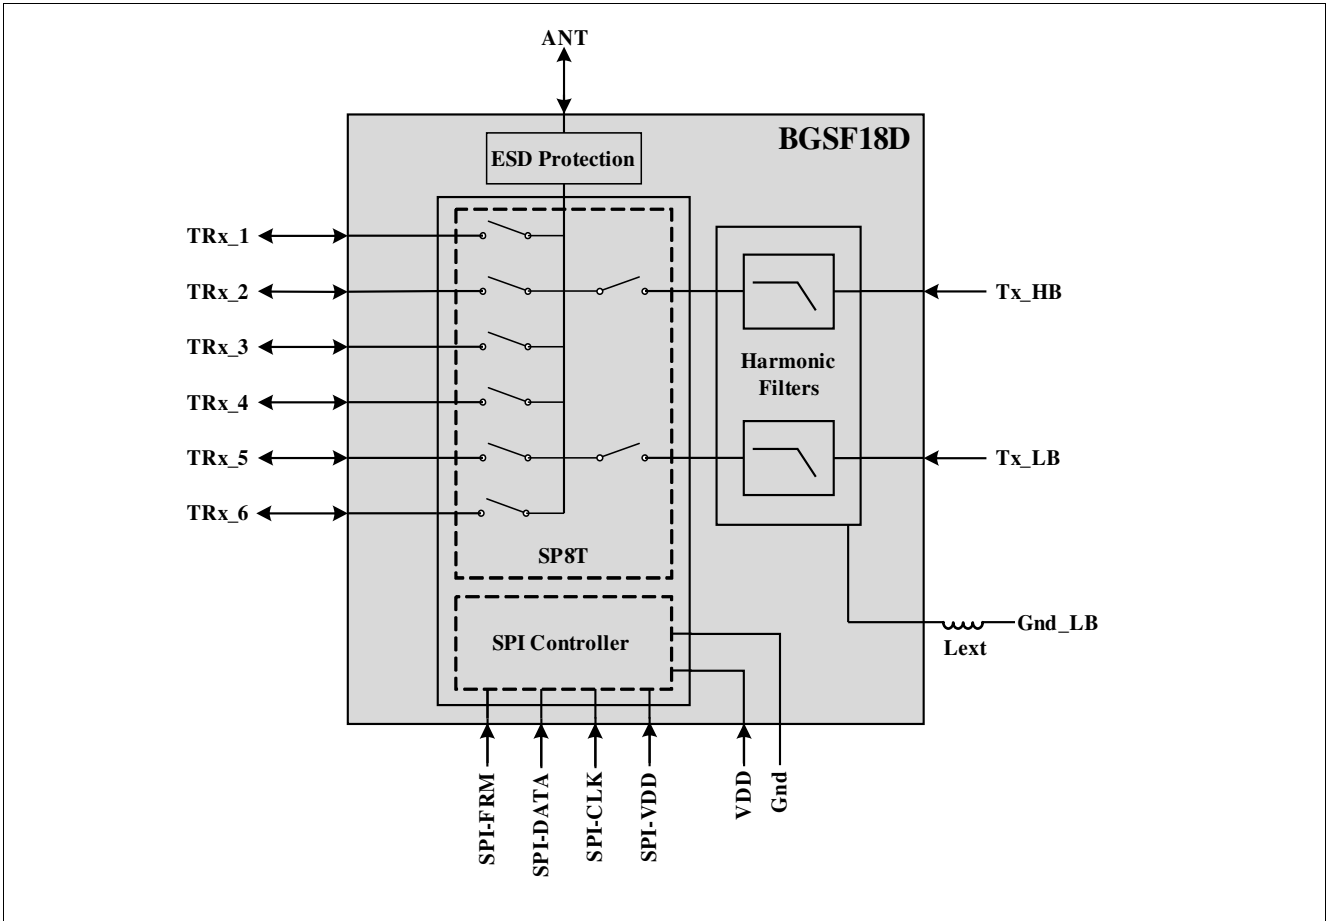 ANT
BGSF18D
ESD Protection
TRx_1
TRx_2
Tx_HB
TRx_3
Harmonic
Filters
TRx_4
TRx_5
Tx_LB
TRx_6
SP8T
SPI Controller
Gnd_LB
Lext
SPI-FRM
SPI-DATA
SPI-CLK
SPI-VDD
VDD
Gnd